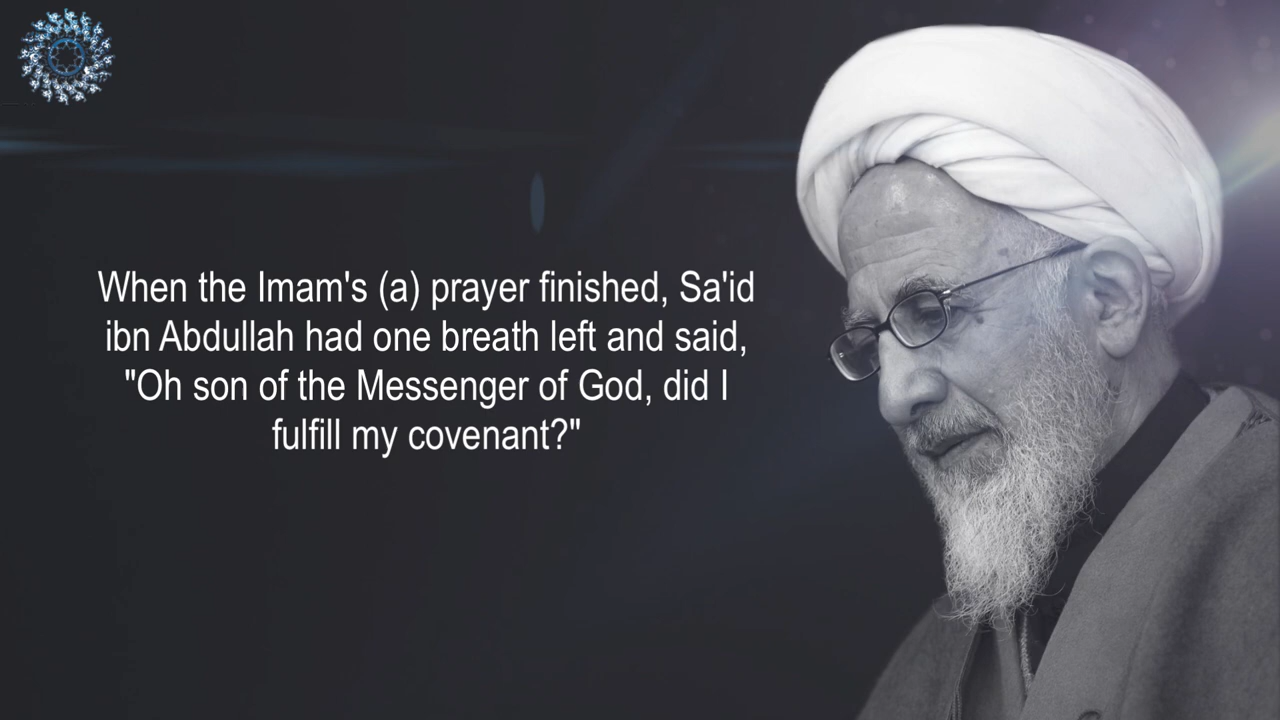 When the Imam's (a) prayer finished, Sa'id
ibn Abdullah had one breath left and said,
"Oh son of the Messenger of God, did I
fulfill my covenant?"